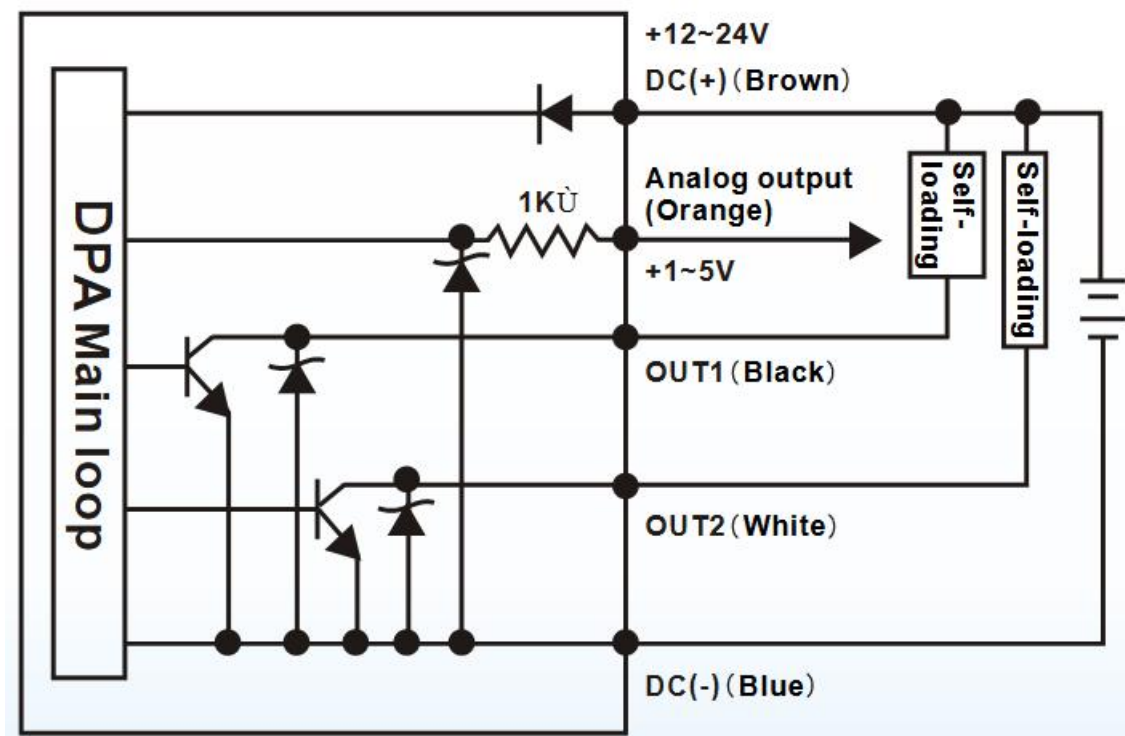 +12~24V
DC(+)(Brown)
Analog output
(Orange)
1KÙ
+1~5V
OUT1(Black)
OUT2(White)
DC(-)(Blue)
DPA Main loop
Self-
loading
Self-loading